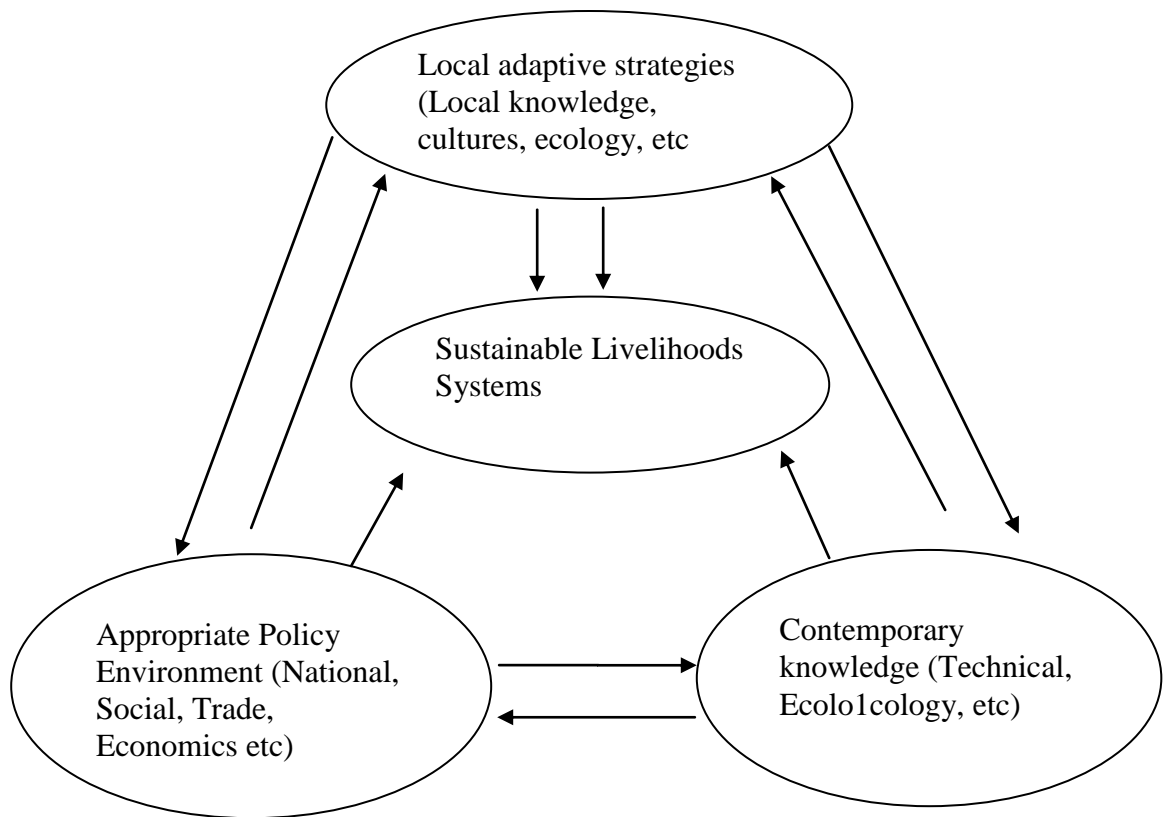 Local adaptive strategies
(Local knowledge,
cultures, ecology, etc
Sustainable Livelihoods
Systems
Appropriate Policy
Environment (National,
Social, Trade,
Economics etc)
Contemporary
knowledge (Technical,
Ecolo1cology, etc)